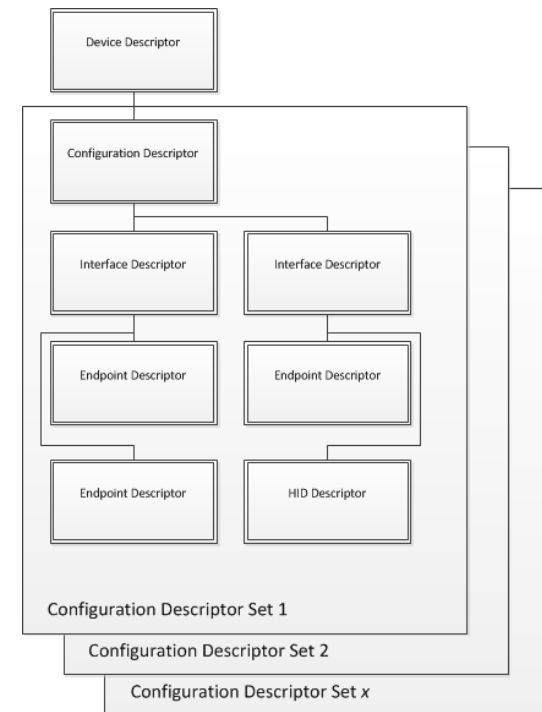 Device Descriptor
Configuration Descriptor
Interface Descriptor
Interface Descriptor
Endpoint Descriptor
Endpoint Descriptor
Endpoint Descriptor
HID Descriptor
Configuration Descriptor Set 1
Configuration Descriptor Set 2
Configuration Descriptor Set x